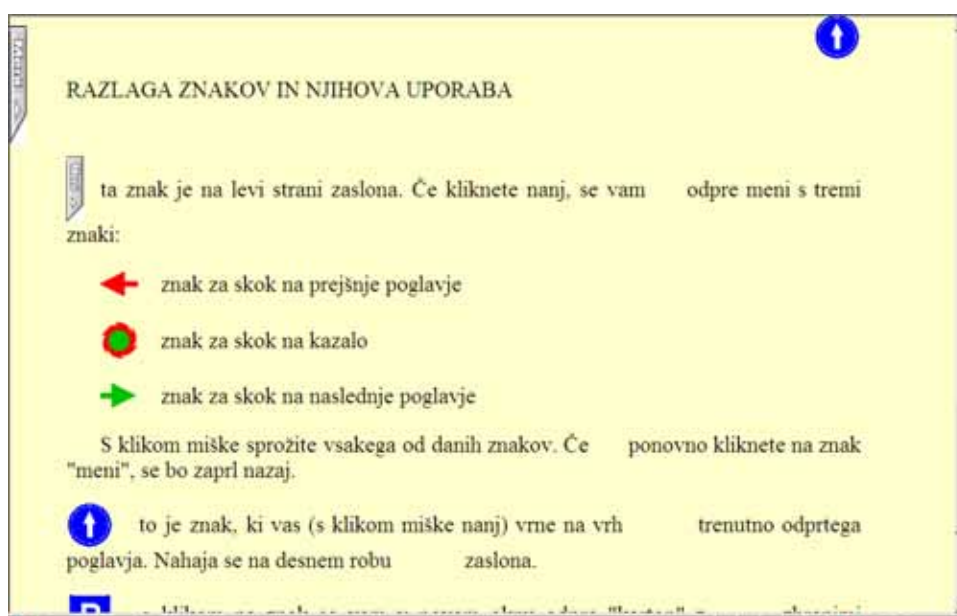 Meni
RAZLAGA ZNAKOV IN NJIHOVA UPORABA
ta znak je na levi strani zaslona. Če kliknete nanj, se vam odpre meni s tremi
znaki:
znak za skok na prejšnje poglavje
znak za skok na kazalo
znak za skok na naslednje poglavje
S klikom miške sprožite vsakega od danih znakov. Če ponovno kliknete na znak
"meni", se bo zaprl nazaj.
to je znak, ki vas (s klikom miške nanj) vrne na vrh trenutno odprtega
poglavja. Nahaja se na desnem robu zaslona.